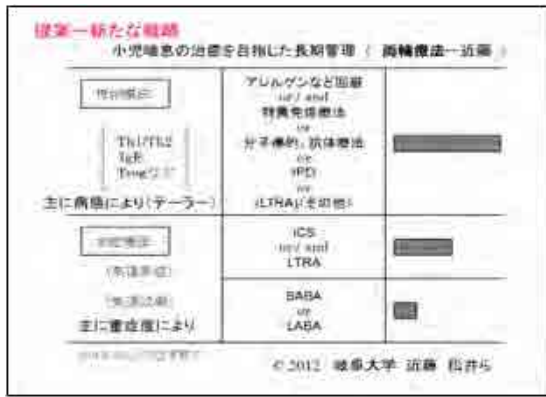 提案ー新たな戦略
小児喘息の治癒を目指した長期管理（両輪療法ー近藤）
アレルゲンなど回避
or/ and
特異免疫療法
or
分子標的、抗体療法
or
IPD
or
(LTRA)(その他)
Th1/Th2
IgE
主に病態により(テーラー)
ICS
or/ and
LTRA
SABA
or
LABA
主に重症度により
© 2012 岐阜大学 近藤 松井ら